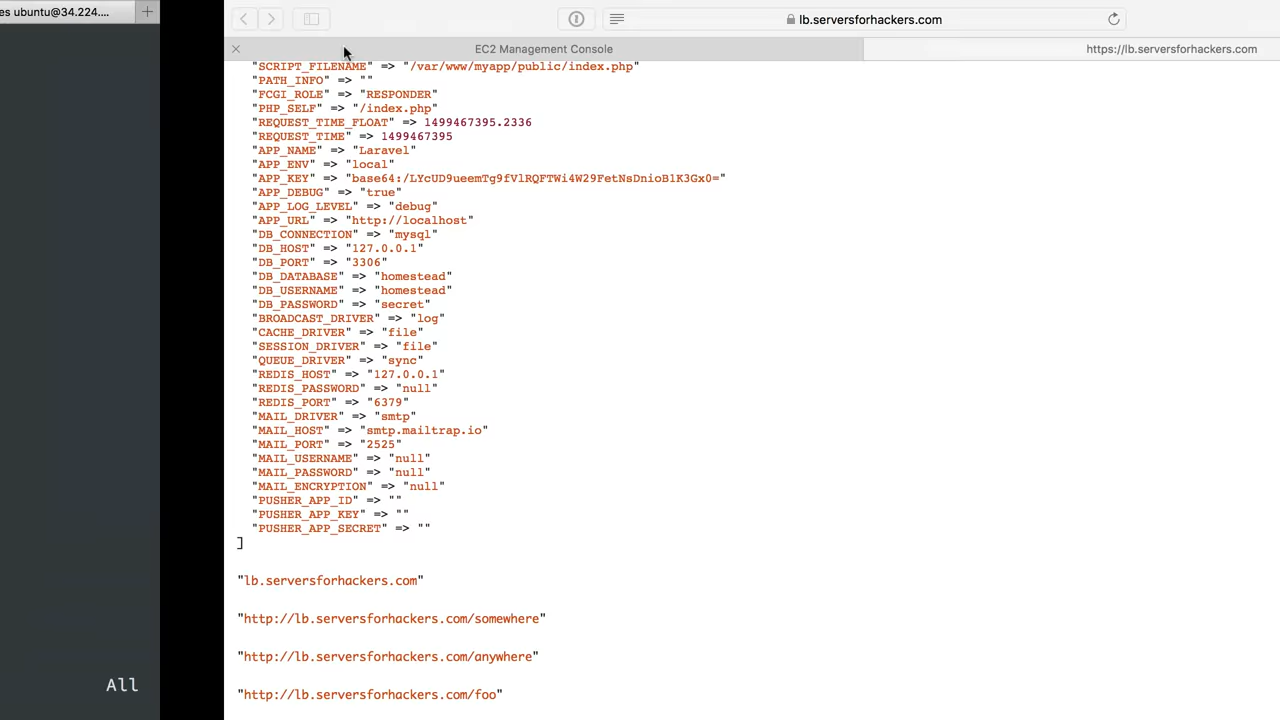 es ubuntu@34.224....
lb.serversforhackers.com
EC2 Management Console
https://lb.serversforhackers.com
"SCRIPT_FILENAME" => "/var/www/myapp/public/index.php"
"PATH_INFO" => ""
"FCGI_ROLE" => "RESPONDER"
"PHP_SELF" => "/index.php"
"REQUEST_TIME_FLOAT" => 1499467395.2336
"REQUEST_TIME" => 1499467395
"APP_NAME" => "Laravel"
"APP_ENV" => "local"
"APP_KEY" => "base64:/LYcUD9ueemTg9fVlRQFTWi4W29FetNsDnioBlK3Gx0="
"APP_DEBUG" => "true"
"APP_LOG_LEVEL" => "debug"
"APP_URL" => "http://localhost"
"DB_CONNECTION" => "mysql"
"DB_HOST" => "127.0.0.1"
"DB_PORT" => "3306"
"DB_DATABASE" => "homestead"
"DB_USERNAME" => "homestead"
"DB_PASSWORD" => "secret"
"BROADCAST_DRIVER" => "log"
"CACHE_DRIVER" => "file"
"SESSION_DRIVER" => "file"
"QUEUE_DRIVER" => "sync"
"REDIS_HOST" => "127.0.0.1"
"REDIS_PASSWORD" => "null"
"REDIS_PORT" => "6379"
"MAIL_DRIVER" => "smtp"
"MAIL_HOST" => "smtp.mailtrap.io"
"MAIL_PORT" => "2525"
"MAIL_USERNAME" => "null"
"MAIL_PASSWORD" => "null"
"MAIL_ENCRYPTION" => "null"
"PUSHER_APP_ID" => ""
"PUSHER_APP_KEY" => ""
"PUSHER_APP_SECRET" => ""
]
"lb.serversforhackers.com"
"http://lb.serversforhackers.com/somewhere"
"http://lb.serversforhackers.com/anywhere"
"http://lb.serversforhackers.com/foo"
All